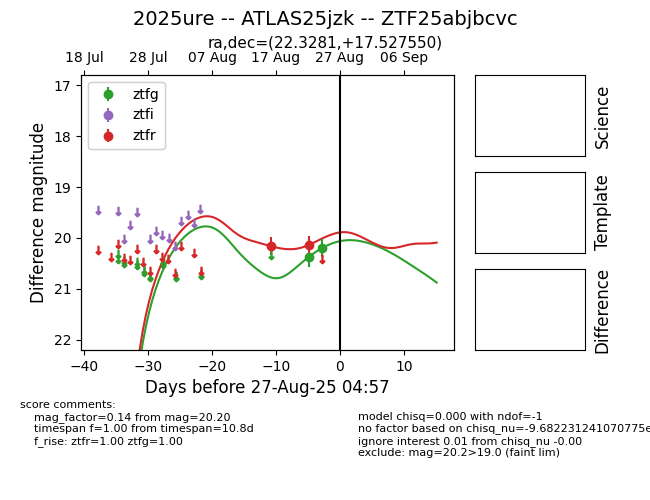 2025ure -- ATLAS25jzk -- ZTF25abjbcvc
ra,dec=(22.3281,+17.527550)
18 Jul 28 Jul 07 Aug 17 Aug 27 Aug 06 Sep
ztfg
ztfi
ztfr
17
18
19
20
21
22
Difference magnitude
−40 −30 −20 −10 0 10
Days before 27-Aug-25 04:57
Science
Template
Difference
score comments:
mag_factor=0.14 from mag=20.20
timespan f=1.00 from timespan=10.8d
f_rise: ztfr=1.00 ztfg=1.00
model chisq=0.000 with ndof=-1
no factor based on chisq_nu=-9.682231241070775e
ignore interest 0.01 from chisq_nu -0.00
exclude: mag=20.2>19.0 (faint lim)